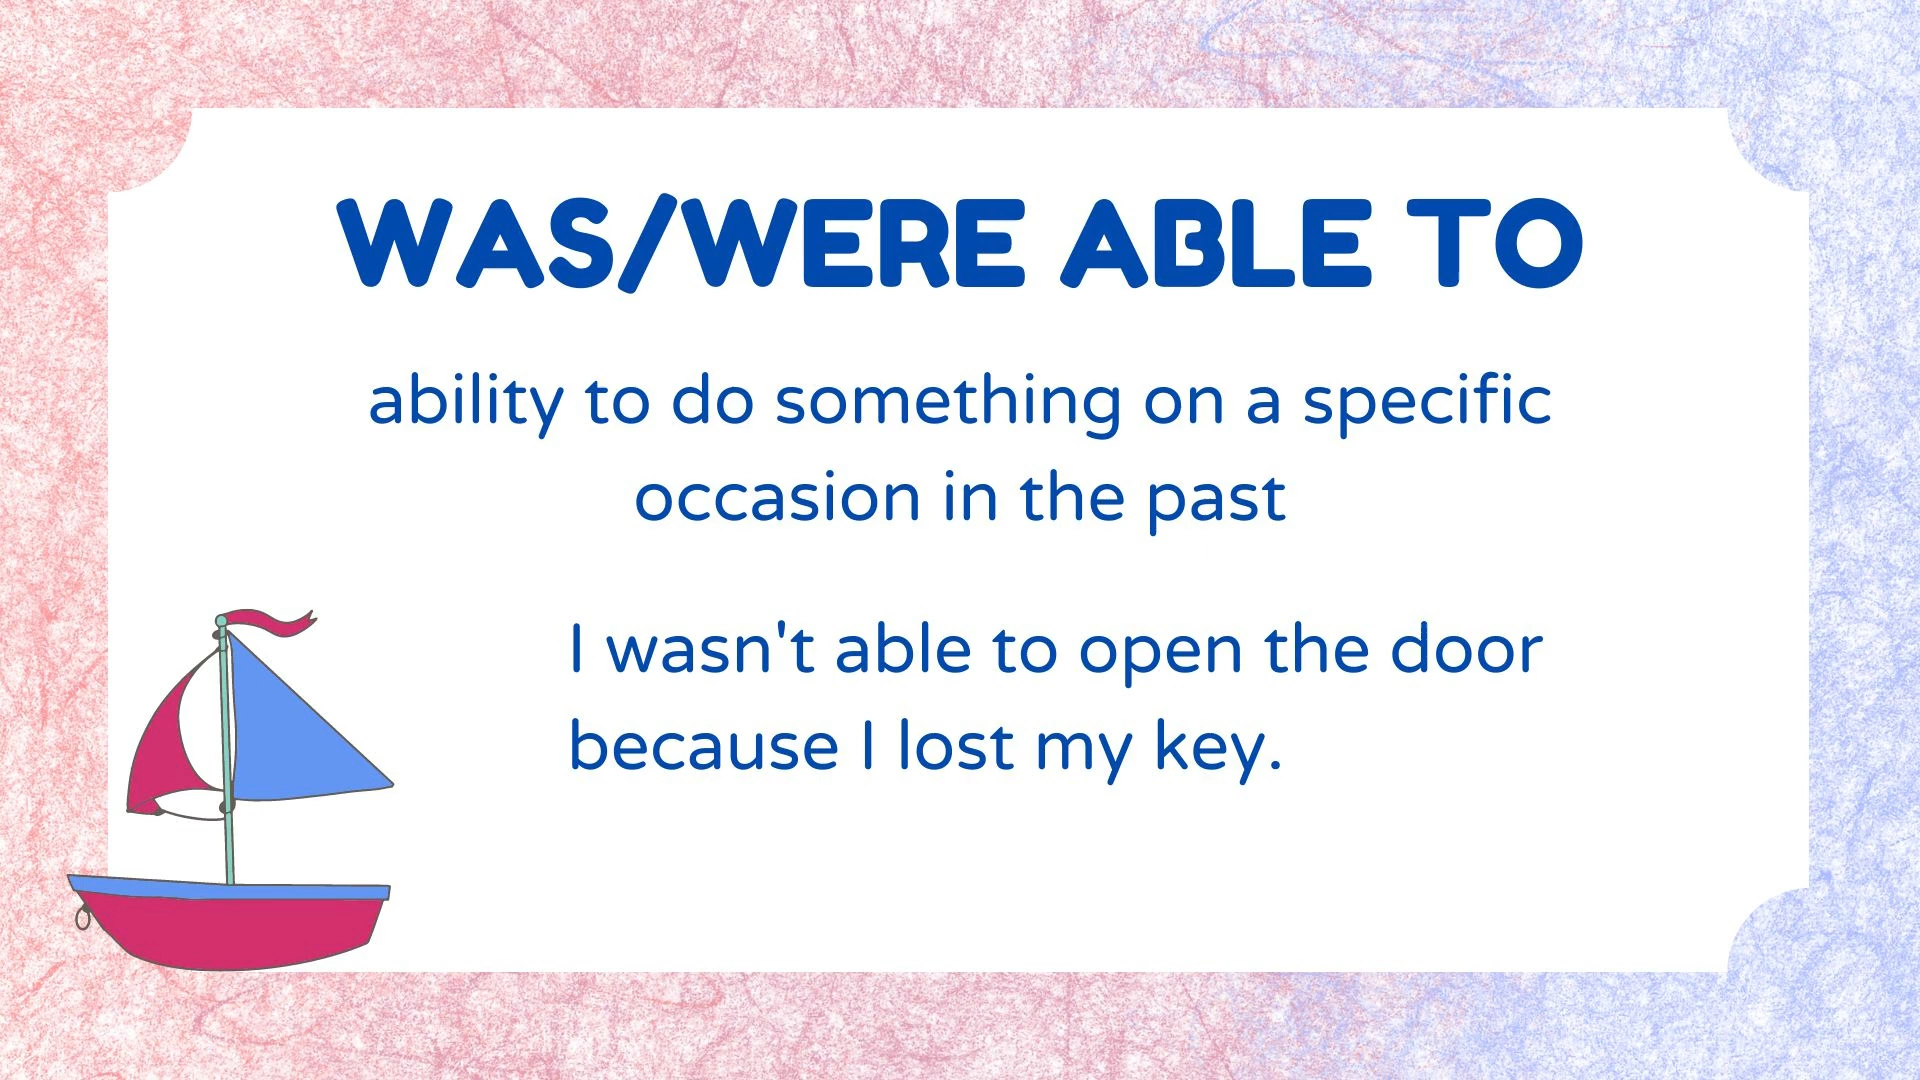 WAS/WERE ABLE TO
ability to do something on a specific
occasion in the past
I wasn't able to open the door
because I lost my key.